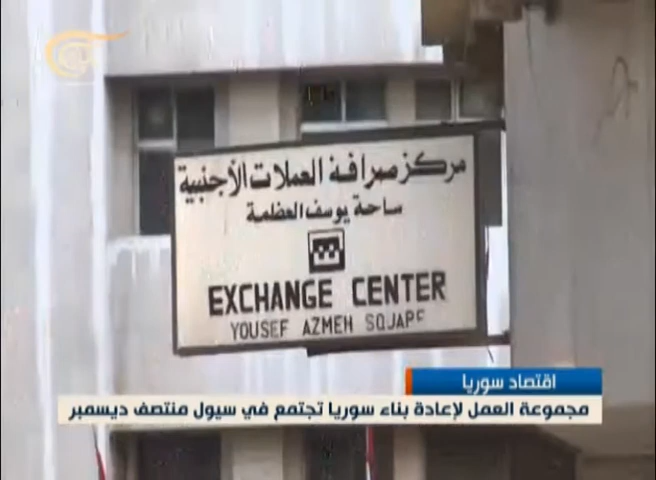 مركز صرافة العملات الأجنبية
ساحة يوسف العظمة
EXCHANGE CENTER
YOUSEF AZMEH SQUARE
اقتصاد سوريا
مجموعة العمل لإعادة بناء سوريا تجتمع في سيول منتصف ديسمبر